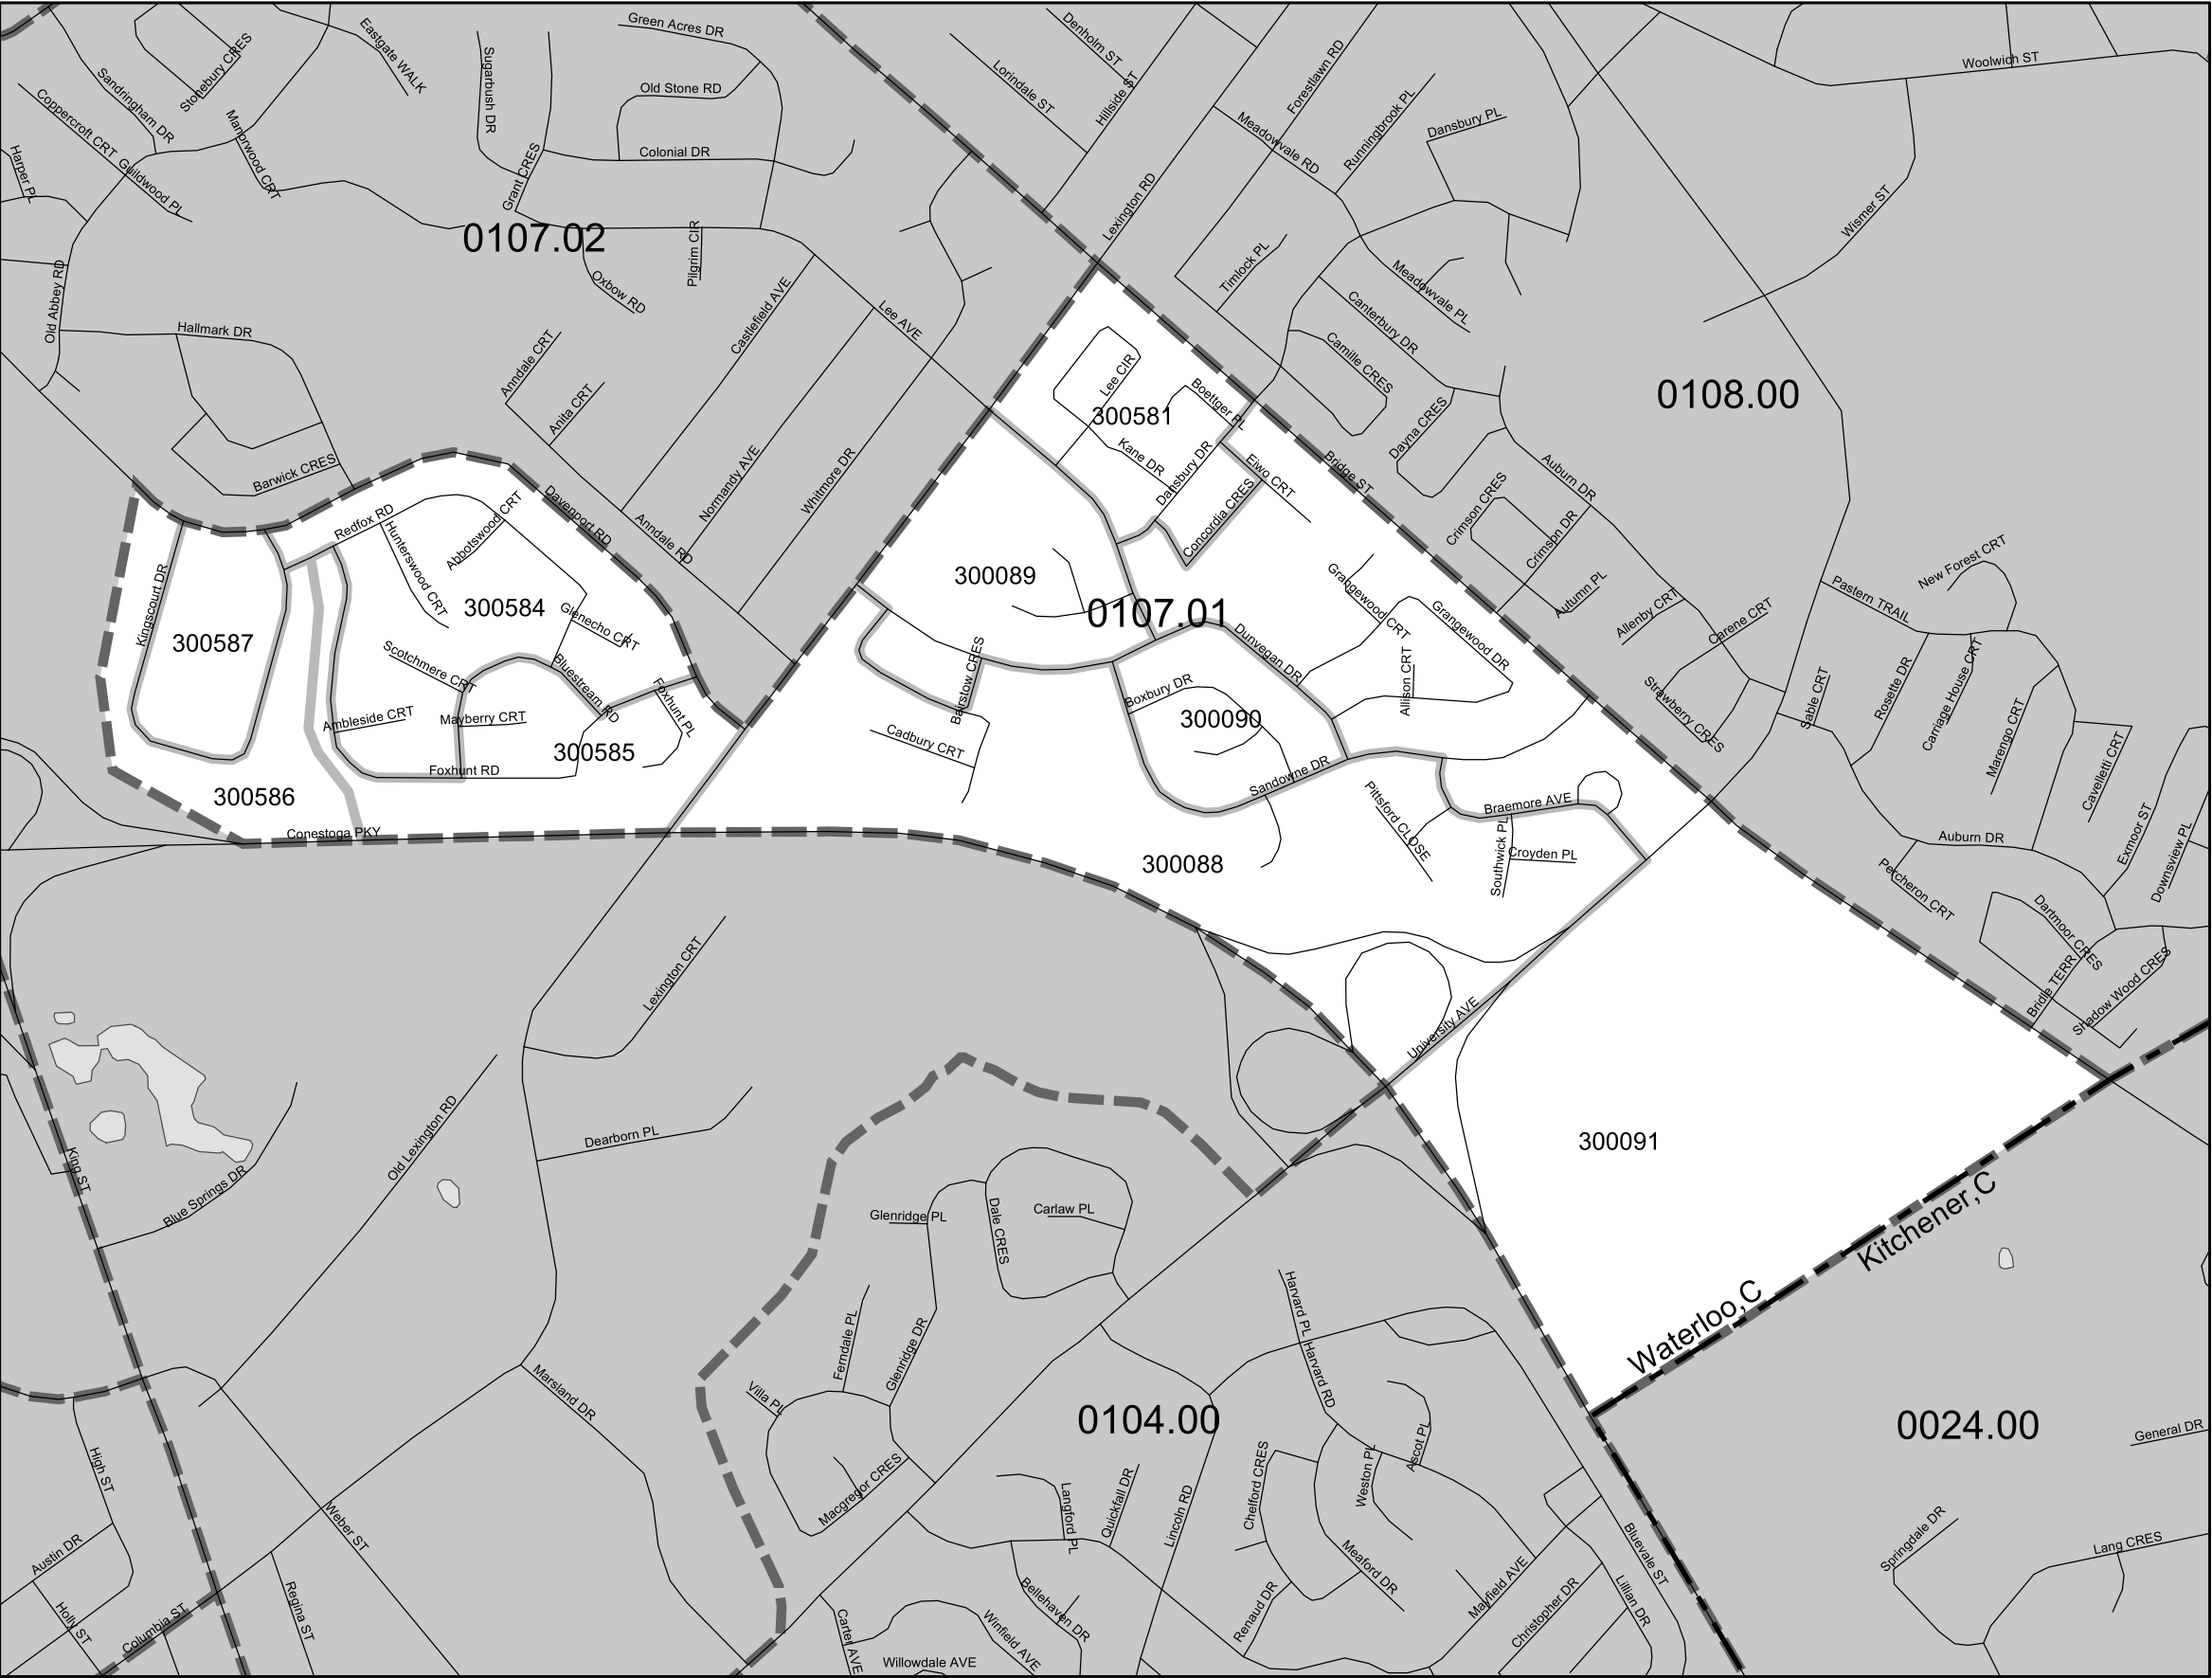 Green Acres DR
Denholm ST
Eastgate WALK
Stonebury CRES
Sandringham DR
Sugarbush DR
Old Stone RD
Lorindale ST
Hillside ST
Forestlawn RD
Woolwich ST
Coppercroft CRT
Guildwood PL
Manorwood CRT
Harper PL
Grant CRES
Colonial DR
Meadowvale RD
Runningbrook PL
Dansbury PL
Lexington RD
Wismer ST
0107.02
Pilgrim CIR
Oxbow RD
Timlock PL
Meadowvale PL
Old Abbey RD
Hallmark DR
Castlefield AVE
Lee AVE
Canterbury DR
Camille CRES
Anndale CRT
Anita CRT
Lee CIR
Boettger PL
300581
0108.00
Dayna CRES
Barwick CRES
Normandy AVE
Whitmore DR
Kane DR
Dansbury DR
Eiwo CRT
Bridge ST
Auburn DR
Redfox RD
Hunterswood CRT
Abbotswood CRT
Davenport RD
Anndale RD
Concordia CRES
Crimson CRES
Crimson DR
Autumn PL
New Forest CRT
Kingscourt DR
300587
300584
Glenecho CRT
300089
0107.01
Grangewood CRT
Grangewood DR
Allenby CRT
Carene CRT
Pastern TRAIL
Scotchmere CRT
Bluestream RD
Foxhunt PL
Barstow CRES
Dunvegan DR
Allison CRT
Strawberry CRES
Sable CRT
Rosette DR
Carriage House CRT
Marengo CRT
Cavelletti CRT
Ambleside CRT
Mayberry CRT
300585
Foxhunt RD
Cadbury CRT
Boxbury DR
300090
Sandowne DR
300586
Conestoga PKY
300088
Pittsford CLOSE
Braemore AVE
Southwick PL
Croyden PL
Auburn DR
Exmoor ST
Downsview PL
Percheron CRT
Dartmoor CRES
Bridle TERR
Shadow Wood CRES
Lexington CRT
University AVE
Old Lexington RD
Dearborn PL
King ST
Blue Springs DR
300091
Glenridge PL
Dale CRES
Carlaw PL
Kitchener,C
Waterloo,C
Ferndale PL
Glenridge DR
Villa PL
Harvard PL
Harvard RD
Marsland DR
0104.00
0024.00
General DR
High ST
Macgregor CRES
Langford PL
Quickfall DR
Lincoln RD
Chelford CRES
Weston PL
Ascot PL
Austin DR
Weber ST
Bluevale ST
Springdale DR
Lang CRES
Holly ST
Columbia ST
Regina ST
Carter AVE
Willowdale AVE
Winfield AVE
Bellehaven DR
Renaud DR
Meaford DR
Mayfield AVE
Christopher DR
Lillian DR